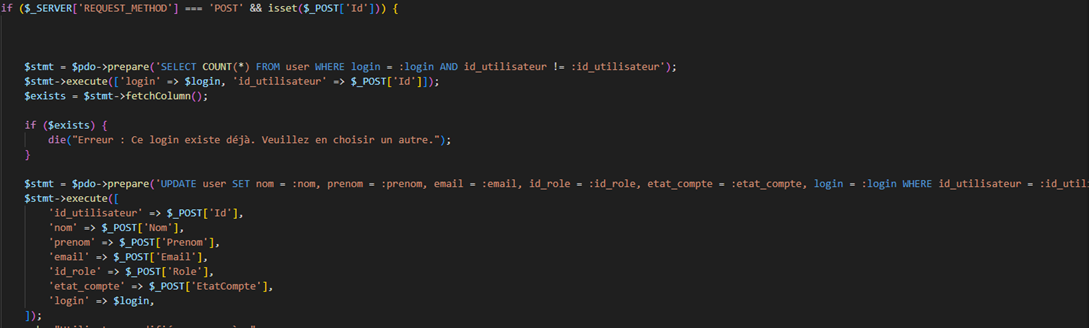 if ($_SERVER['REQUEST_METHOD'] === 'POST' && isset($_POST['Id'])) {
$stmt = $pdo->prepare('SELECT COUNT(*) FROM user WHERE login = :login AND id_utilisateur != :id_utilisateur');
$stmt->execute(['login' => $login, 'id_utilisateur' => $_POST['Id']]);
$exists = $stmt->fetchColumn();
if ($exists) {
die("Erreur : Ce login existe déjà. Veuillez en choisir un autre.");
}
$stmt = $pdo->prepare('UPDATE user SET nom = :nom, prenom = :prenom, email = :email, id_role = :id_role, etat_compte = :etat_compte, login = :login WHERE id_utilisateur = :id_util
$stmt->execute([
'id_utilisateur' => $_POST['Id'],
'nom' => $_POST['Nom'],
'prenom' => $_POST['Prenom'],
'email' => $_POST['Email'],
'id_role' => $_POST['Role'],
'etat_compte' => $_POST['EtatCompte'],
'login' => $login,
]);